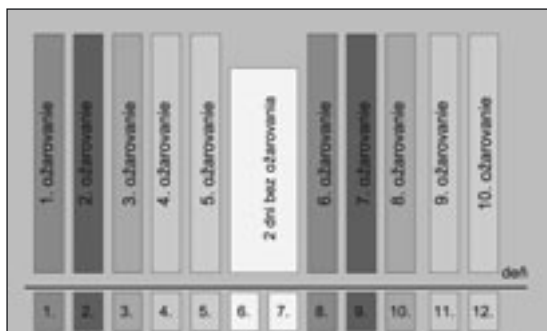 1. ožarovanie
2. ožarovanie
3. ožarovanie
4. ožarovanie
5. ožarovanie
2 dni bez ožarovania
6. ožarovanie
7. ožarovanie
8. ožarovanie
9. ožarovanie
10. ožarovanie
deň
1. 2. 3. 4. 5. 6. 7. 8. 9. 10. 11. 12.